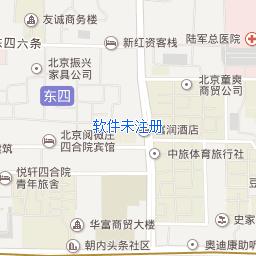 友诚商务楼
陆军总医院
新红资客栈
东四六条
北京振兴
家具公司
北京童爽
商贸公司
东四
软件未注册
北京阅微庄
四合院宾馆
润酒店
建筑
中旅体育旅行社
悦轩四合院
青年旅舍
华富商贸大楼
史家
朝内头条社区
奥迪康助听